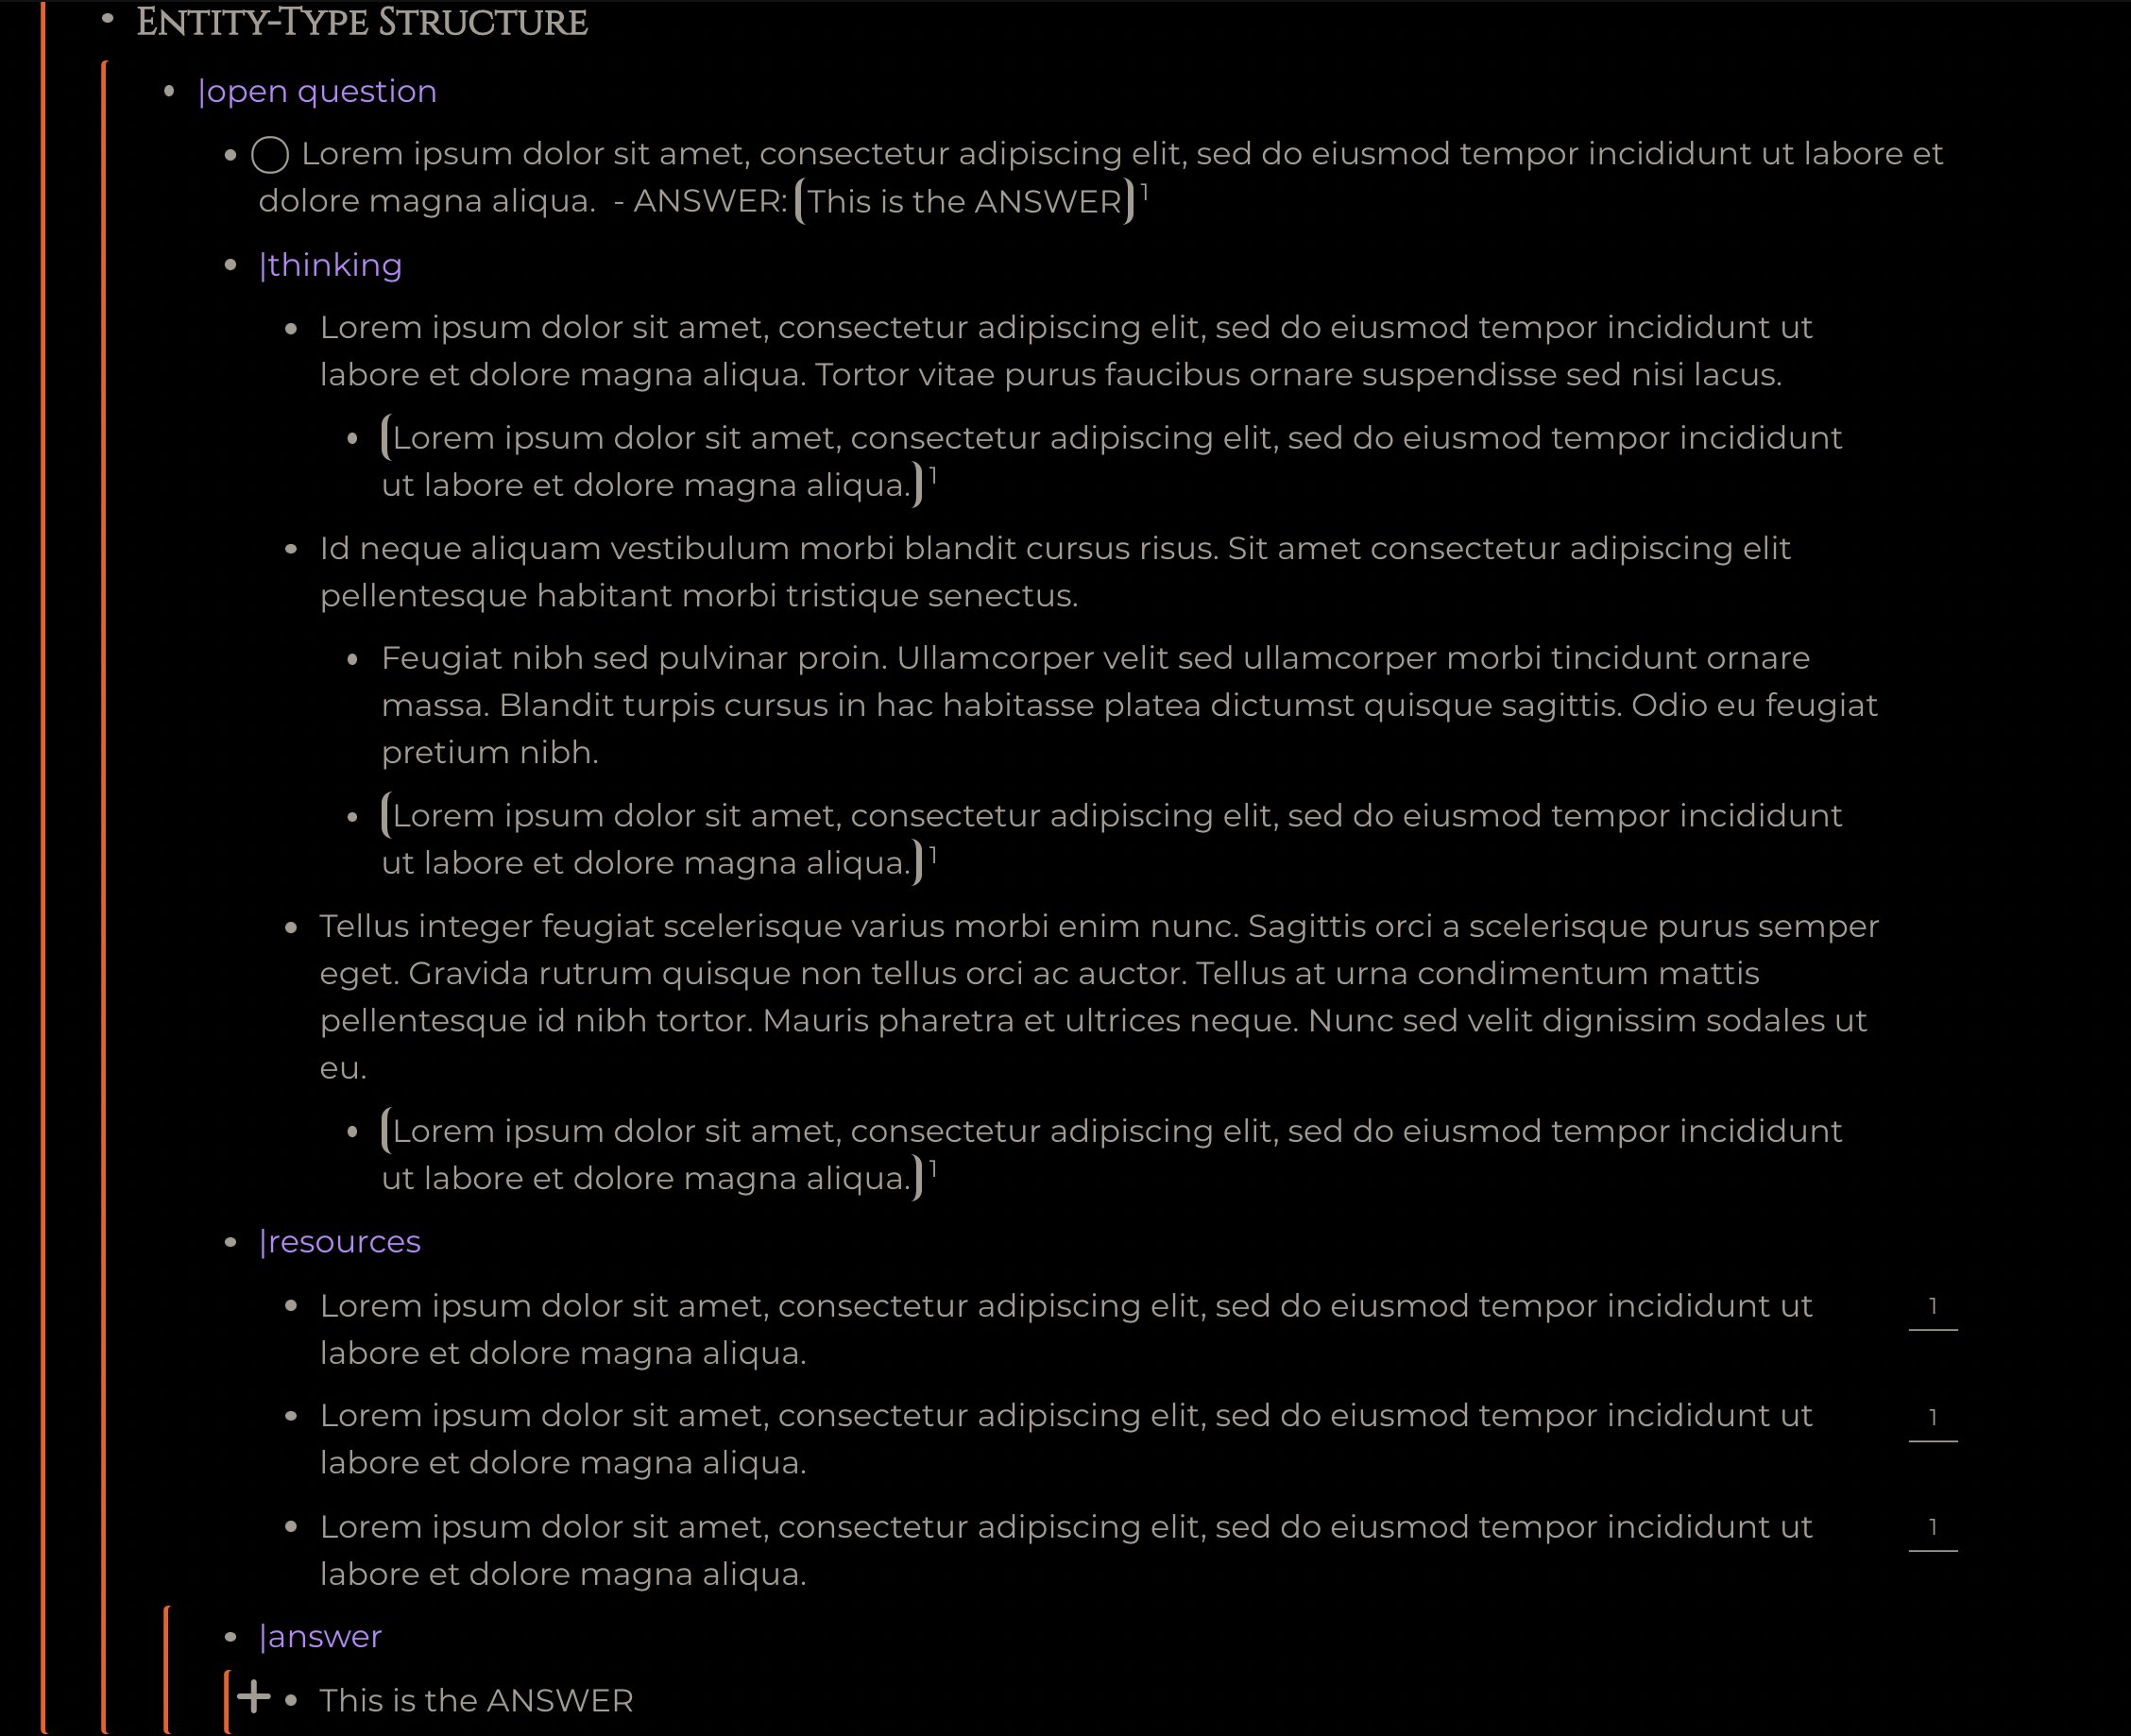 Entity-Type Structure
|open question
Lorem ipsum dolor sit amet, consectetur adipiscing elit, sed do eiusmod tempor incididunt ut labore et
dolore magna aliqua.  - ANSWER: (This is the ANSWER) 1
|thinking
Lorem ipsum dolor sit amet, consectetur adipiscing elit, sed do eiusmod tempor incididunt ut
labore et dolore magna aliqua. Tortor vitae purus faucibus ornare suspendisse sed nisi lacus.
(Lorem ipsum dolor sit amet, consectetur adipiscing elit, sed do eiusmod tempor incididunt
ut labore et dolore magna aliqua.) 1
Id neque aliquam vestibulum morbi blandit cursus risus. Sit amet consectetur adipiscing elit
pellentesque habitant morbi tristique senectus.
Feugiat nibh sed pulvinar proin. Ullamcorper velit sed ullamcorper morbi tincidunt ornare
massa. Blandit turpis cursus in hac habitasse platea dictumst quisque sagittis. Odio eu feugiat
pretium nibh.
(Lorem ipsum dolor sit amet, consectetur adipiscing elit, sed do eiusmod tempor incididunt
ut labore et dolore magna aliqua.) 1
Tellus integer feugiat scelerisque varius morbi enim nunc. Sagittis orci a scelerisque purus semper
eget. Gravida rutrum quisque non tellus orci ac auctor. Tellus at urna condimentum mattis
pellentesque id nibh tortor. Mauris pharetra et ultrices neque. Nunc sed velit dignissim sodales ut
eu.
(Lorem ipsum dolor sit amet, consectetur adipiscing elit, sed do eiusmod tempor incididunt
ut labore et dolore magna aliqua.) 1
|resources
Lorem ipsum dolor sit amet, consectetur adipiscing elit, sed do eiusmod tempor incididunt ut 1
labore et dolore magna aliqua.
Lorem ipsum dolor sit amet, consectetur adipiscing elit, sed do eiusmod tempor incididunt ut 1
labore et dolore magna aliqua.
Lorem ipsum dolor sit amet, consectetur adipiscing elit, sed do eiusmod tempor incididunt ut 1
labore et dolore magna aliqua.
|answer
This is the ANSWER